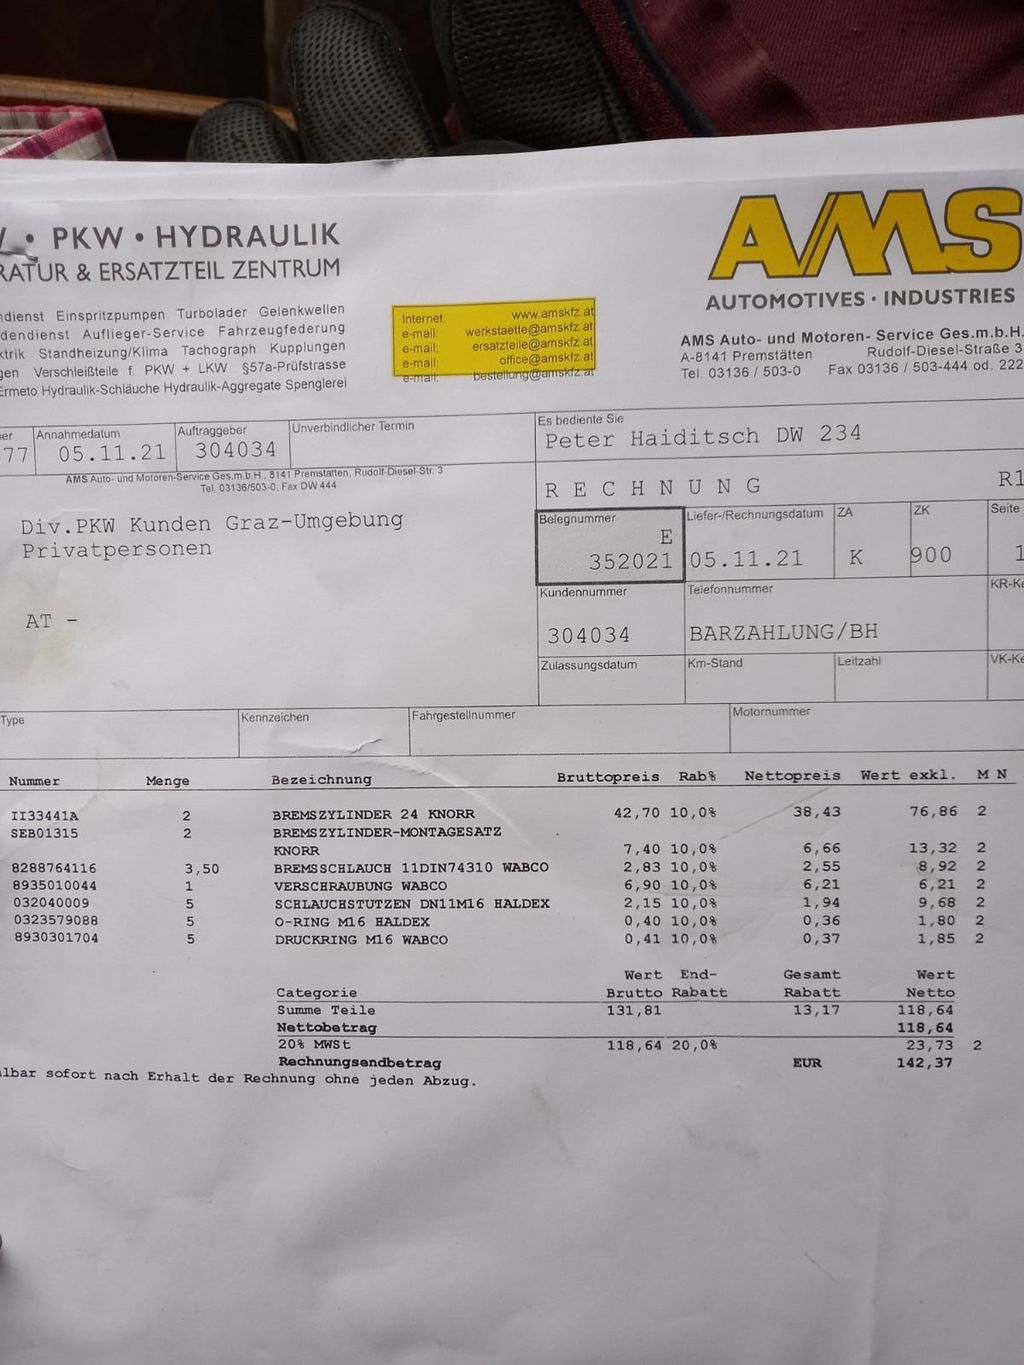 • PKW • HYDRAULIK
RATUR & ERSATZTEIL ZENTRUM
ndienst Einspritzpumpen Turbolader Gelenkwellen
dendienst Auflieger-Service Fahrzeugfederung
ktrik Standheizung/Klima Tachograph Kupplungen
gen Verschleißteile f. PKW + LKW §57a-Prüfstrasse
Ermeto Hydraulik-Schläuche Hydraulik-Aggregate Spenglerei
Internet: www.amskfz.at
e-mail: werkstaette@amskfz.at
e-mail: ersatzteile@amskfz.at
e-mail: office@amskfz.at
e-mail: bestellung@amskfz.at
AMS
AUTOMOTIVES • INDUSTRIES
AMS Auto- und Motoren- Service Ges.m.b.H.
A-8141 Premstätten Rudolf-Diesel-Straße 3
Tel. 03136 / 503-0 Fax 03136 / 503-444 od. 222
er Annahmedatum Auftraggeber Unverbindlicher Termin
77 05.11.21 304034
Es bediente Sie
Peter Haiditsch DW 234
AMS Auto- und Motoren-Service Ges.m.b.H., 8141 Premstätten, Rudolf-Diesel-Str. 3
Tel. 03136/503-0, Fax DW 444
RECHNUNG R1
Div.PKW Kunden Graz-Umgebung
Privatpersonen
AT -
Belegnummer Liefer-/Rechnungsdatum ZA ZK Seite
E
352021 05.11.21 K 900 1
Kundennummer Telefonnummer KR-Ke
304034 BARZAHLUNG/BH
Zulassungsdatum Km-Stand Leitzahl VK-Ke
Type Kennzeichen Fahrgestellnummer Motornummer
Nummer Menge Bezeichnung Bruttopreis Rab% Nettopreis Wert exkl. M N
II33441A 2 BREMSZYLINDER 24 KNORR 42,70 10,0% 38,43 76,86 2
SEB01315 2 BREMSZYLINDER-MONTAGESATZ
KNORR 7,40 10,0% 6,66 13,32 2
8288764116 3,50 BREMSSCHLAUCH 11DIN74310 WABCO 2,83 10,0% 2,55 8,92 2
8935010044 1 VERSCHRAUBUNG WABCO 6,90 10,0% 6,21 6,21 2
032040009 5 SCHLAUCHSTUTZEN DN11M16 HALDEX 2,15 10,0% 1,94 9,68 2
0323579088 5 O-RING M16 HALDEX 0,40 10,0% 0,36 1,80 2
8930301704 5 DRUCKRING M16 WABCO 0,41 10,0% 0,37 1,85 2
Wert End- Gesamt Wert
Categorie Brutto Rabatt Rabatt Netto
Summe Teile 131,81 13,17 118,64
Nettobetrag 118,64
20% MWSt 118,64 20,0% 23,73 2
Rechnungsendbetrag EUR 142,37
lbar sofort nach Erhalt der Rechnung ohne jeden Abzug.